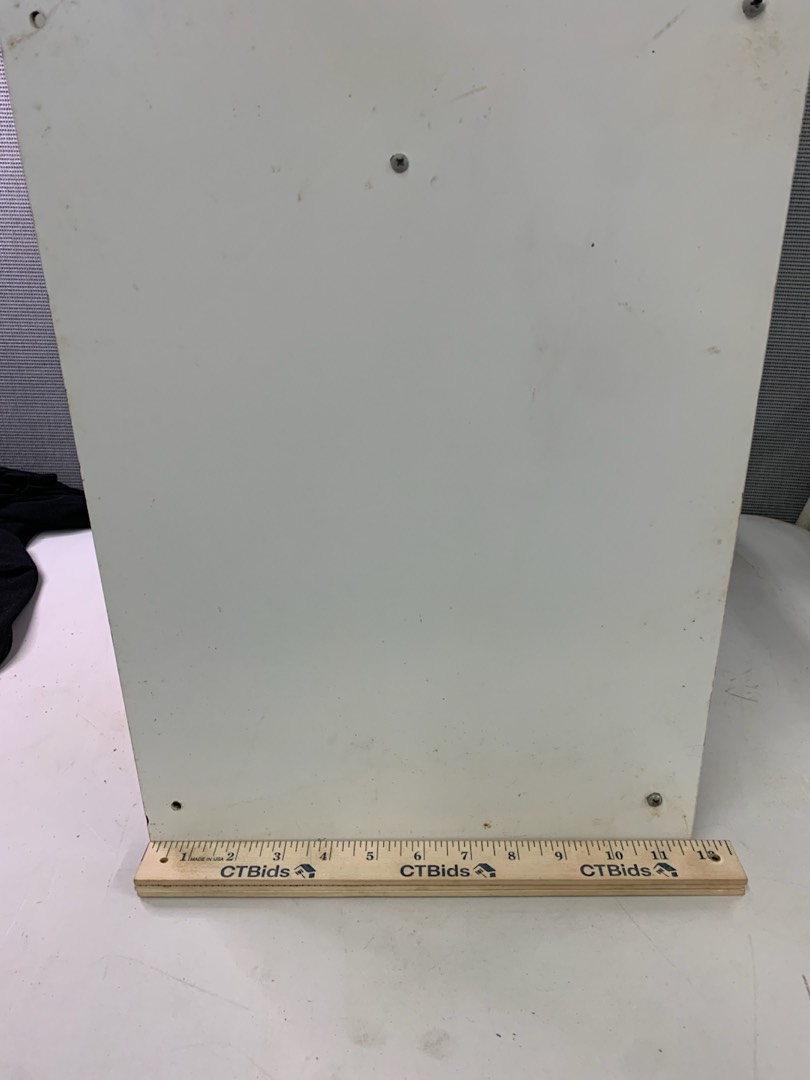 1 MADE IN USA 2 3 4 5 6 7 8 9 10 11 12
CTBids CTBids CTBids